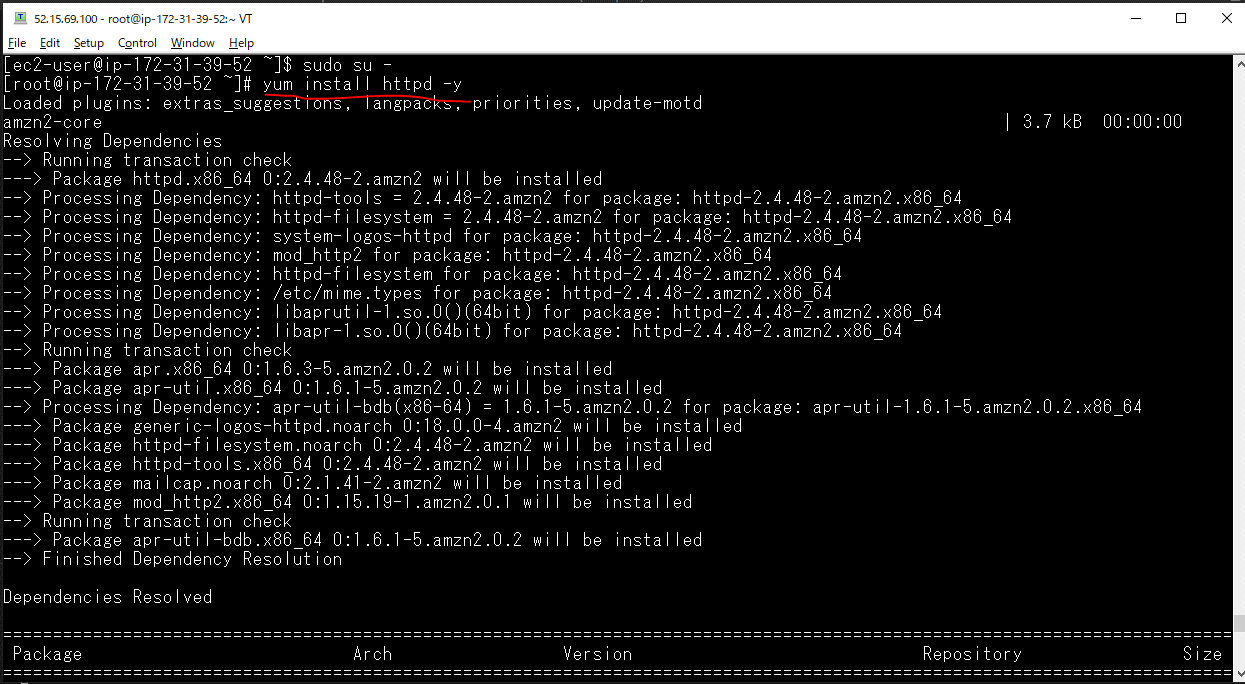 52.15.69.100 - root@ip-172-31-39-52:~ VT
File Edit Setup Control Window Help
[ec2-user@ip-172-31-39-52 ~]$ sudo su -
[root@ip-172-31-39-52 ~]# yum install httpd -y
Loaded plugins: extras_suggestions, langpacks, priorities, update-motd
amzn2-core | 3.7 kB 00:00:00
Resolving Dependencies
--> Running transaction check
---> Package httpd.x86_64 0:2.4.48-2.amzn2 will be installed
--> Processing Dependency: httpd-tools = 2.4.48-2.amzn2 for package: httpd-2.4.48-2.amzn2.x86_64
--> Processing Dependency: httpd-filesystem = 2.4.48-2.amzn2 for package: httpd-2.4.48-2.amzn2.x86_64
--> Processing Dependency: system-logos-httpd for package: httpd-2.4.48-2.amzn2.x86_64
--> Processing Dependency: mod_http2 for package: httpd-2.4.48-2.amzn2.x86_64
--> Processing Dependency: httpd-filesystem for package: httpd-2.4.48-2.amzn2.x86_64
--> Processing Dependency: /etc/mime.types for package: httpd-2.4.48-2.amzn2.x86_64
--> Processing Dependency: libaprutil-1.so.0()(64bit) for package: httpd-2.4.48-2.amzn2.x86_64
--> Processing Dependency: libapr-1.so.0()(64bit) for package: httpd-2.4.48-2.amzn2.x86_64
--> Running transaction check
---> Package apr.x86_64 0:1.6.3-5.amzn2.0.2 will be installed
---> Package apr-util.x86_64 0:1.6.1-5.amzn2.0.2 will be installed
--> Processing Dependency: apr-util-bdb(x86-64) = 1.6.1-5.amzn2.0.2 for package: apr-util-1.6.1-5.amzn2.0.2.x86_64
---> Package generic-logos-httpd.noarch 0:18.0.0-4.amzn2 will be installed
---> Package httpd-filesystem.noarch 0:2.4.48-2.amzn2 will be installed
---> Package httpd-tools.x86_64 0:2.4.48-2.amzn2 will be installed
---> Package mailcap.noarch 0:2.1.41-2.amzn2 will be installed
---> Package mod_http2.x86_64 0:1.15.19-1.amzn2.0.1 will be installed
--> Running transaction check
---> Package apr-util-bdb.x86_64 0:1.6.1-5.amzn2.0.2 will be installed
--> Finished Dependency Resolution
Dependencies Resolved
Package Arch Version Repository Size